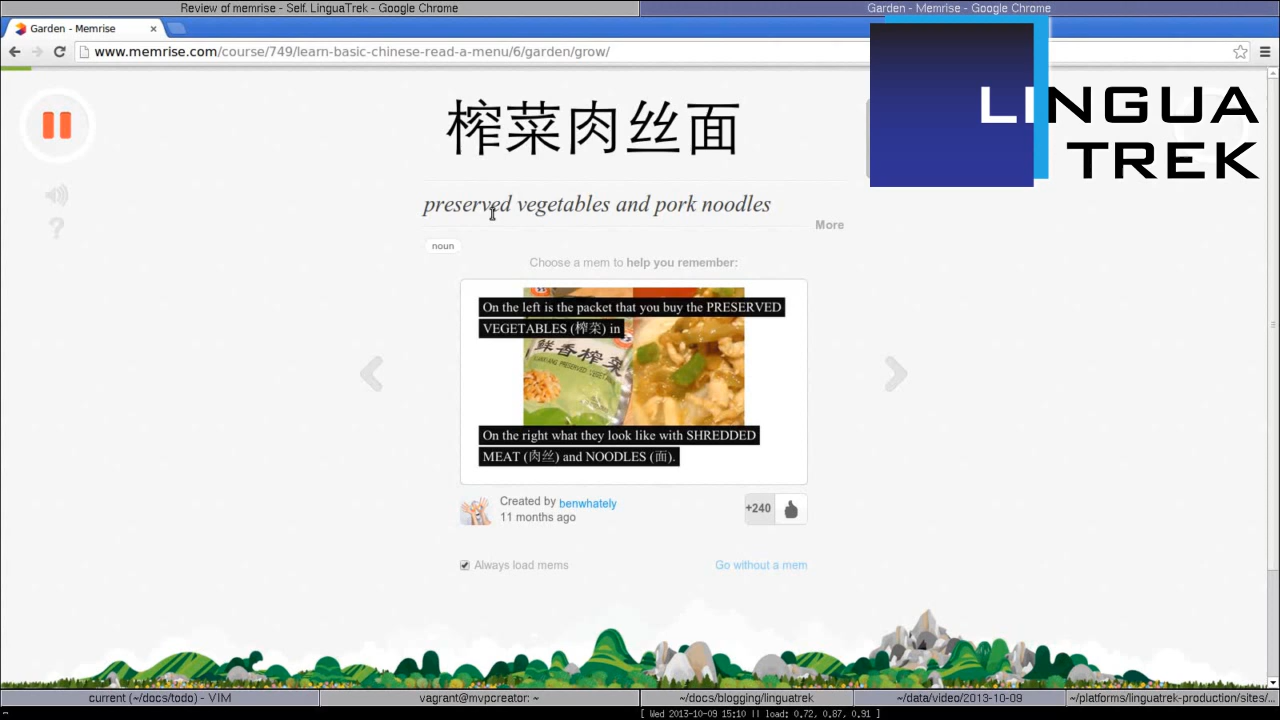 Review of memrise - Self. LinguaTrek - Google Chrome
Garden - Memrise - Google Chrome
Garden - Memrise
www.memrise.com/course/749/learn-basic-chinese-read-a-menu/6/garden/grow/
LINGUA
TREK
榨菜肉丝面
preserved vegetables and pork noodles
More
noun
Choose a mem to help you remember:
On the left is the packet that you buy the PRESERVED
VEGETABLES (榨菜) in
鲜香榨菜
On the right what they look like with SHREDDED
MEAT (肉丝) and NOODLES (面).
Created by benwhately
11 months ago
+240
Always load mems
Go without a mem
current (~/docs/todo) - VIM
vagrant@mvpcreator: ~
~/docs/blogging/linguatrek
~/data/video/2013-10-09
~/platforms/linguatrek-production/sites/...
[ Wed 2013-10-09 15:10 || load: 0.72, 0.87, 0.91 ]